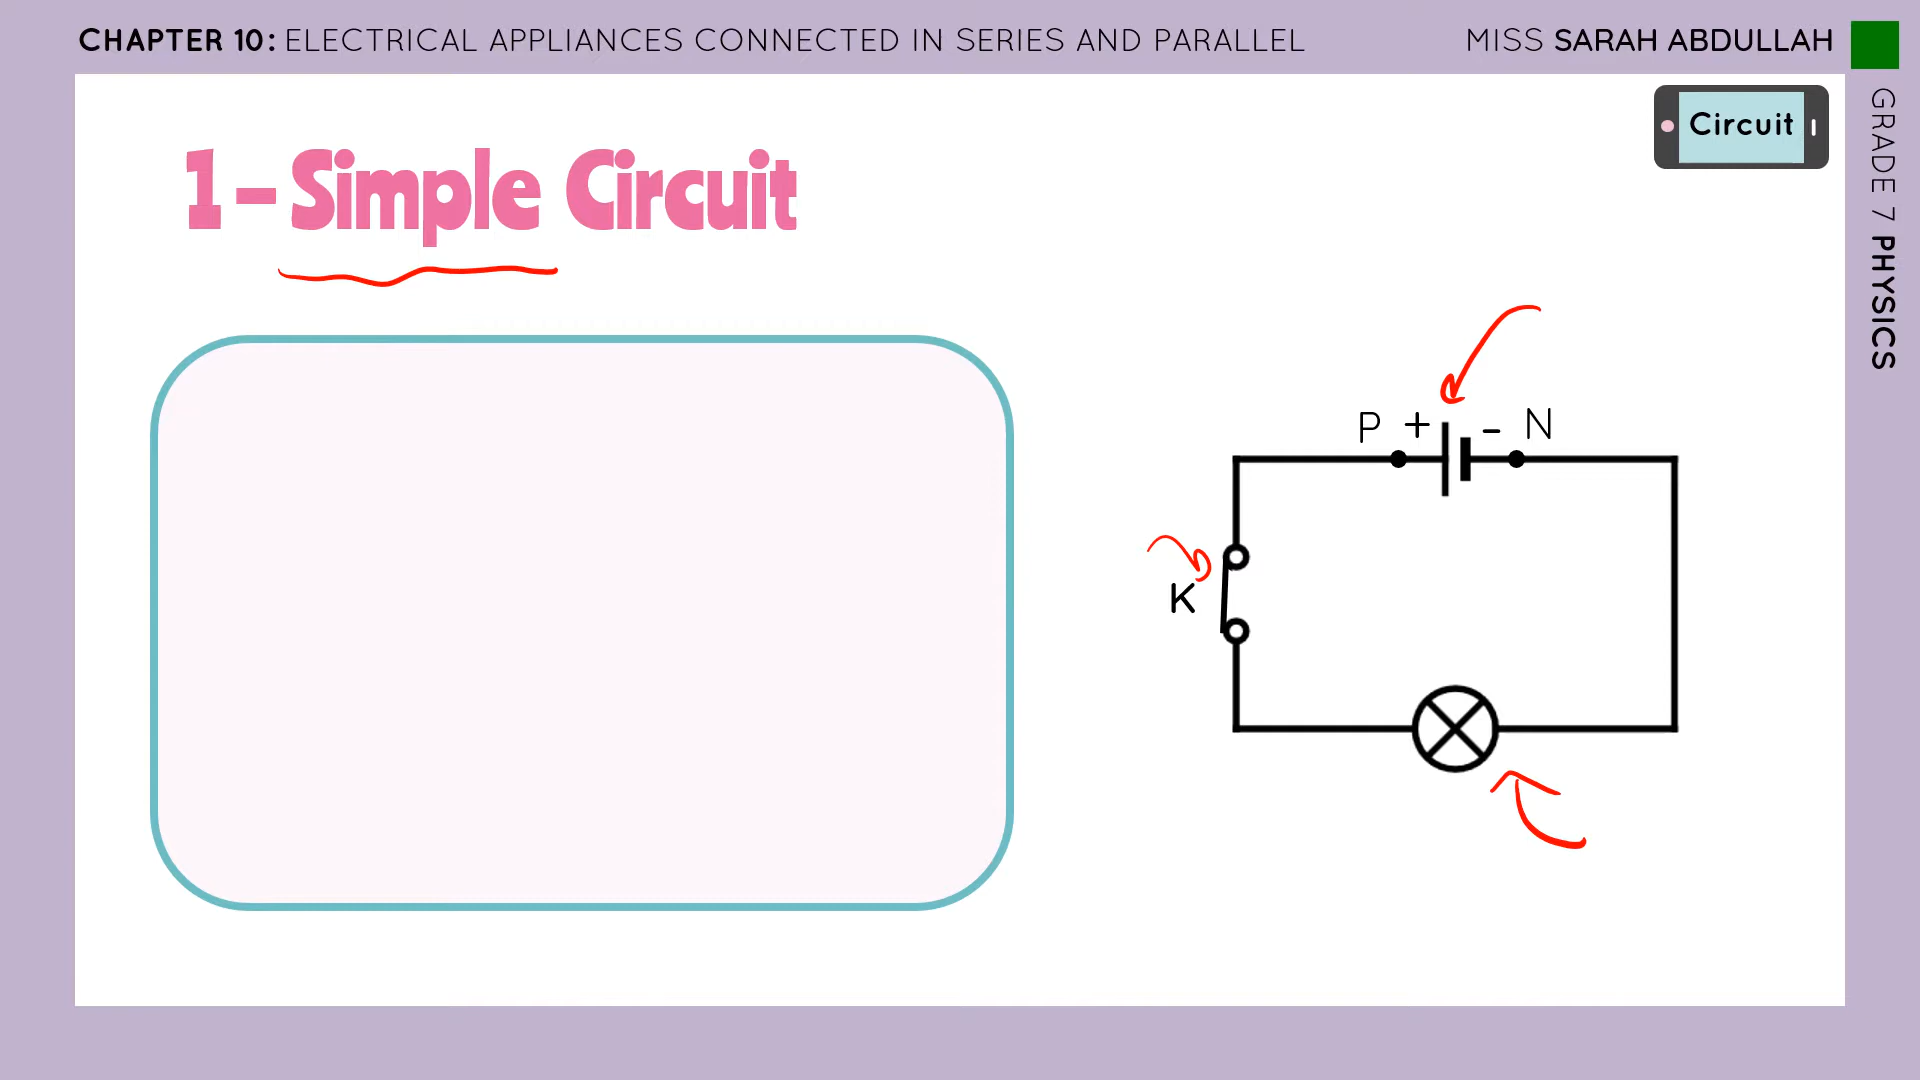 CHAPTER 10: ELECTRICAL APPLIANCES CONNECTED IN SERIES AND PARALLEL
MISS SARAH ABDULLAH
GRADE 7 PHYSICS
Circuit
1-Simple Circuit
P + - N
K